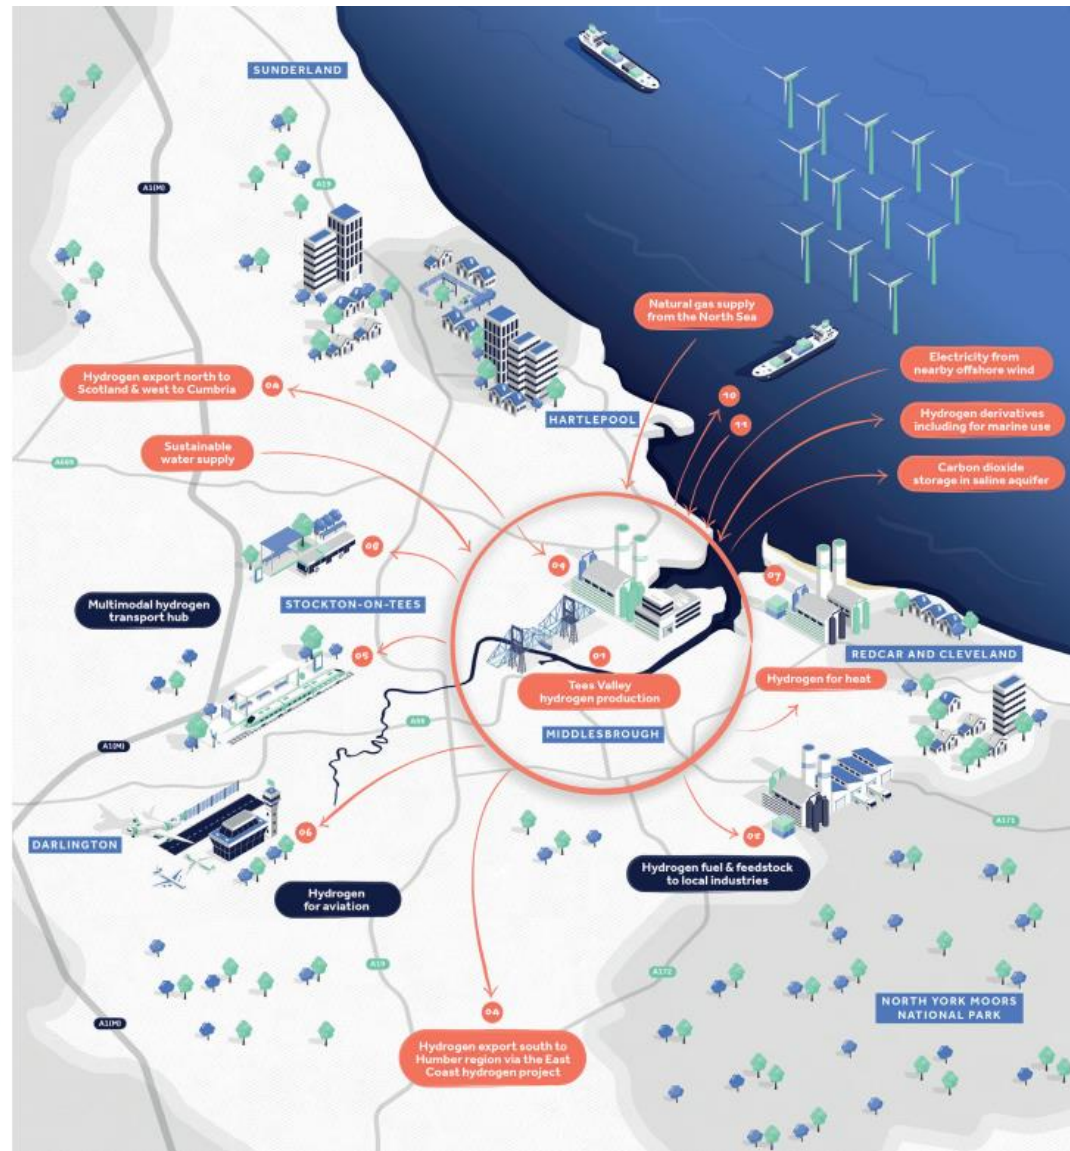 SUNDERLAND
A1(M)
A19
Natural gas supply
from the North Sea
Electricity from
nearby offshore wind
Hydrogen export north to
Scotland & west to Cumbria
04
10
Hydrogen derivatives
including for marine use
HARTLEPOOL
11
Sustainable
water supply
A688
Carbon dioxide
storage in saline aquifer
03
09
07
Multimodal hydrogen
transport hub
STOCKTON-ON-TEES
05
01
REDCAR AND CLEVELAND
Tees Valley
hydrogen production
Hydrogen for heat
A66
MIDDLESBROUGH
A1(M)
06
02
A171
DARLINGTON
Hydrogen
for aviation
Hydrogen fuel & feedstock
to local industries
A19
A172
NORTH YORK MOORS
NATIONAL PARK
04
A1(M)
Hydrogen export south to
Humber region via the East
Coast hydrogen project